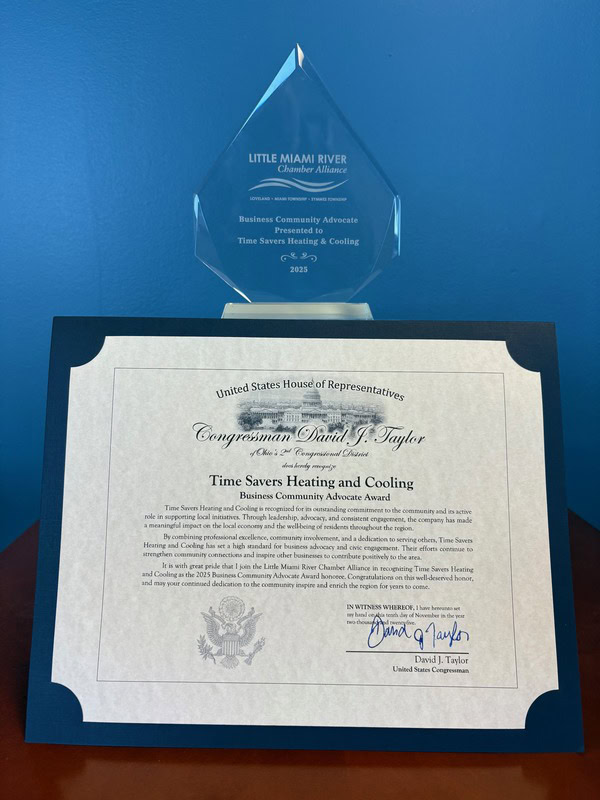 LITTLE MIAMI RIVER
Chamber Alliance
LOVELAND • MIAMI TOWNSHIP • SYMMES TOWNSHIP
Business Community Advocate
Presented to
Time Savers Heating & Cooling
2025
United States House of Representatives
Congressman David J. Taylor
of Ohio's 2nd Congressional District
does hereby recognize
Time Savers Heating and Cooling
Business Community Advocate Award
Time Savers Heating and Cooling is recognized for its outstanding commitment to the community and its active
role in supporting local initiatives. Through leadership, advocacy, and consistent engagement, the company has made
a meaningful impact on the local economy and the well-being of residents throughout the region.
By combining professional excellence, community involvement, and a dedication to serving others, Time Savers
Heating and Cooling has set a high standard for business advocacy and civic engagement. Their efforts continue to
strengthen community connections and inspire other businesses to contribute positively to the area.
It is with great pride that I join the Little Miami River Chamber Alliance in recognizing Time Savers Heating
and Cooling as the 2025 Business Community Advocate Award honoree. Congratulations on this well-deserved honor,
and may your continued dedication to the community inspire and enrich the region for years to come.
IN WITNESS WHEREOF, I have hereunto set
my hand on this tenth day of November in the year
two thousand and twenty-five.
David J Taylor
David J. Taylor
United States Congressman